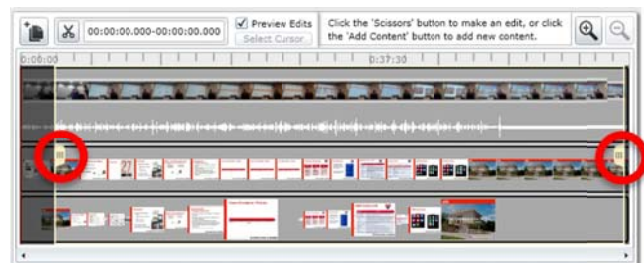 00:00:00.000-00:00:00.000
Preview Edits
Select Cursor
Click the 'Scissors' button to make an edit, or click
the 'Add Content' button to add new content.
0:00:00
0:37:30